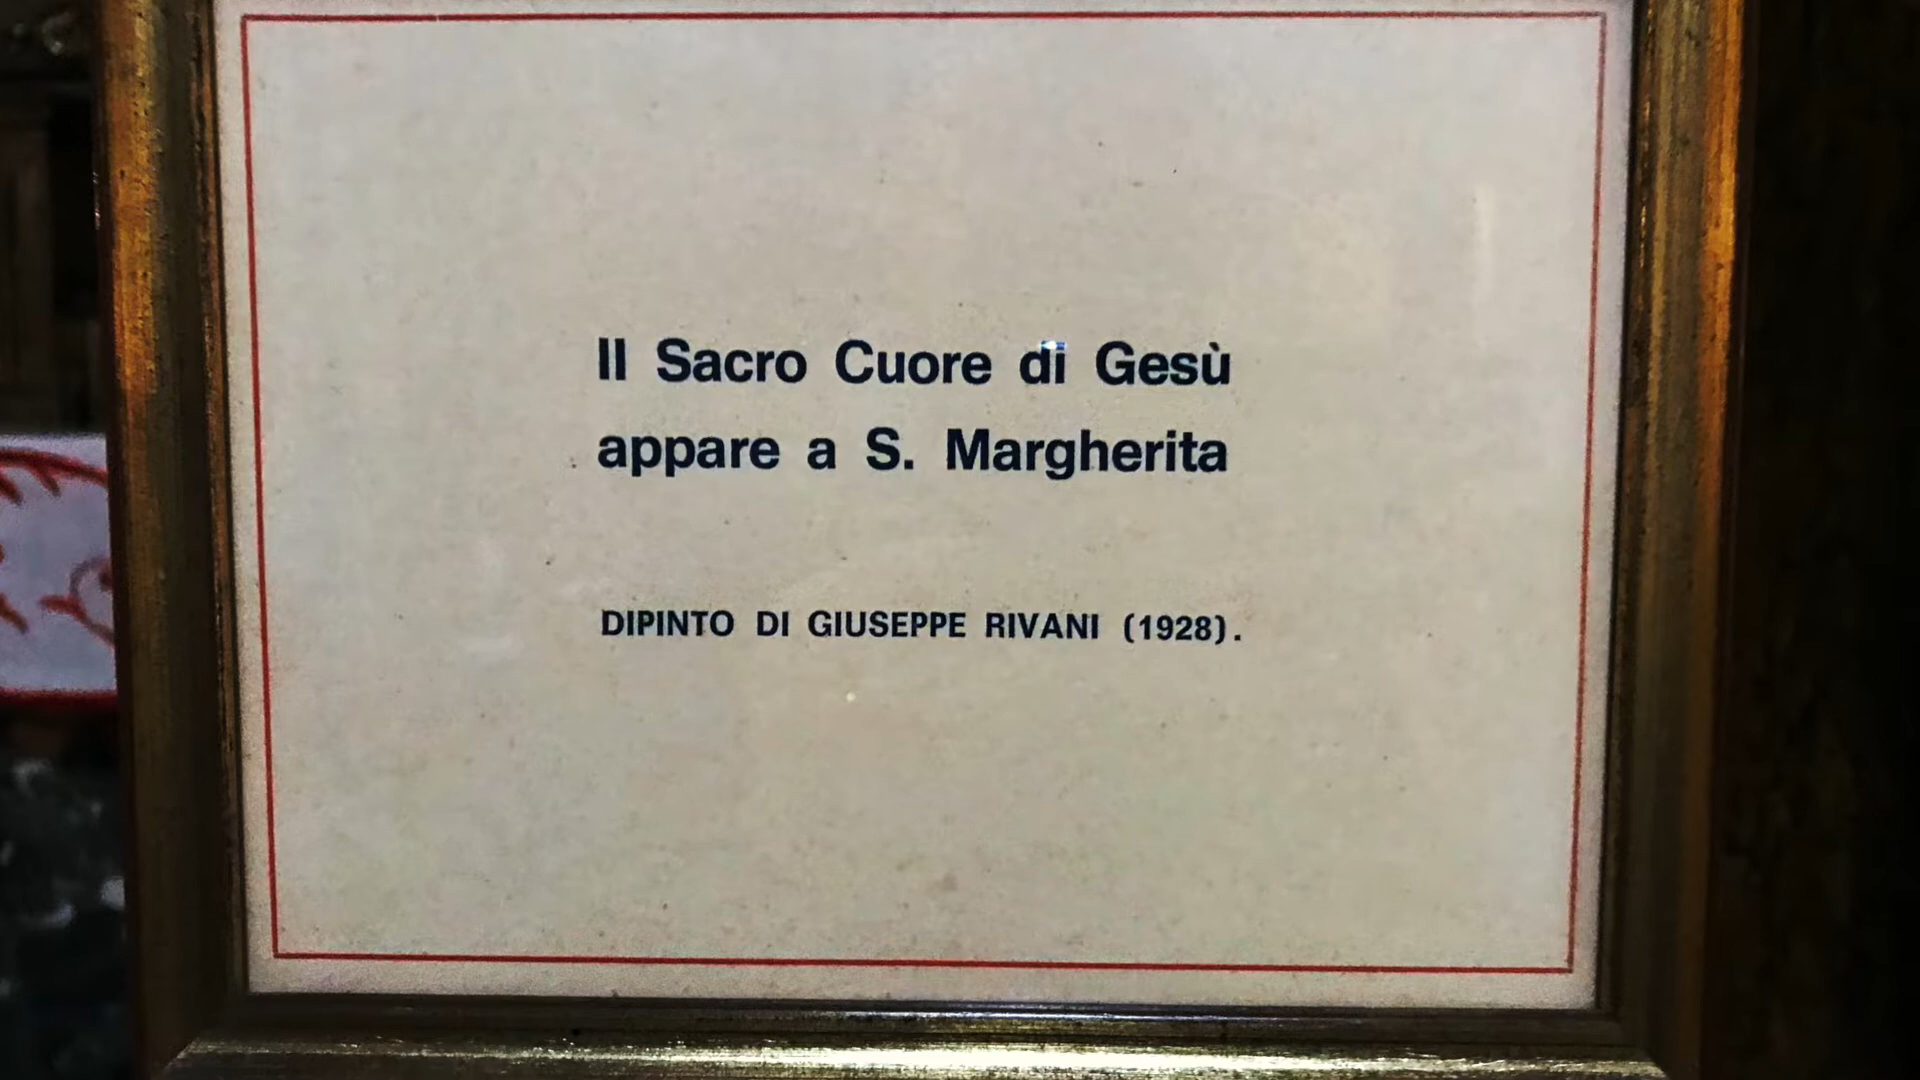 Il Sacro Cuore di Gesù
appare a S. Margherita
DIPINTO DI GIUSEPPE RIVANI (1928).